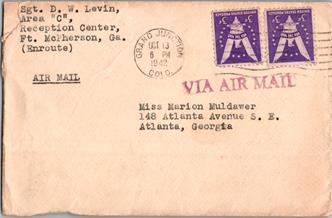 Sgt. D. W. Levin,
Area "C",
Reception Center,
Ft. McPherson, Ga.
(Enroute)
AIR MAIL
GRAND JUNCTION
OCT 13
6 PM
1942
COLO.
VIA AIR MAIL
Miss Marion Muldawer
148 Atlanta Avenue S. E.
Atlanta, Georgia